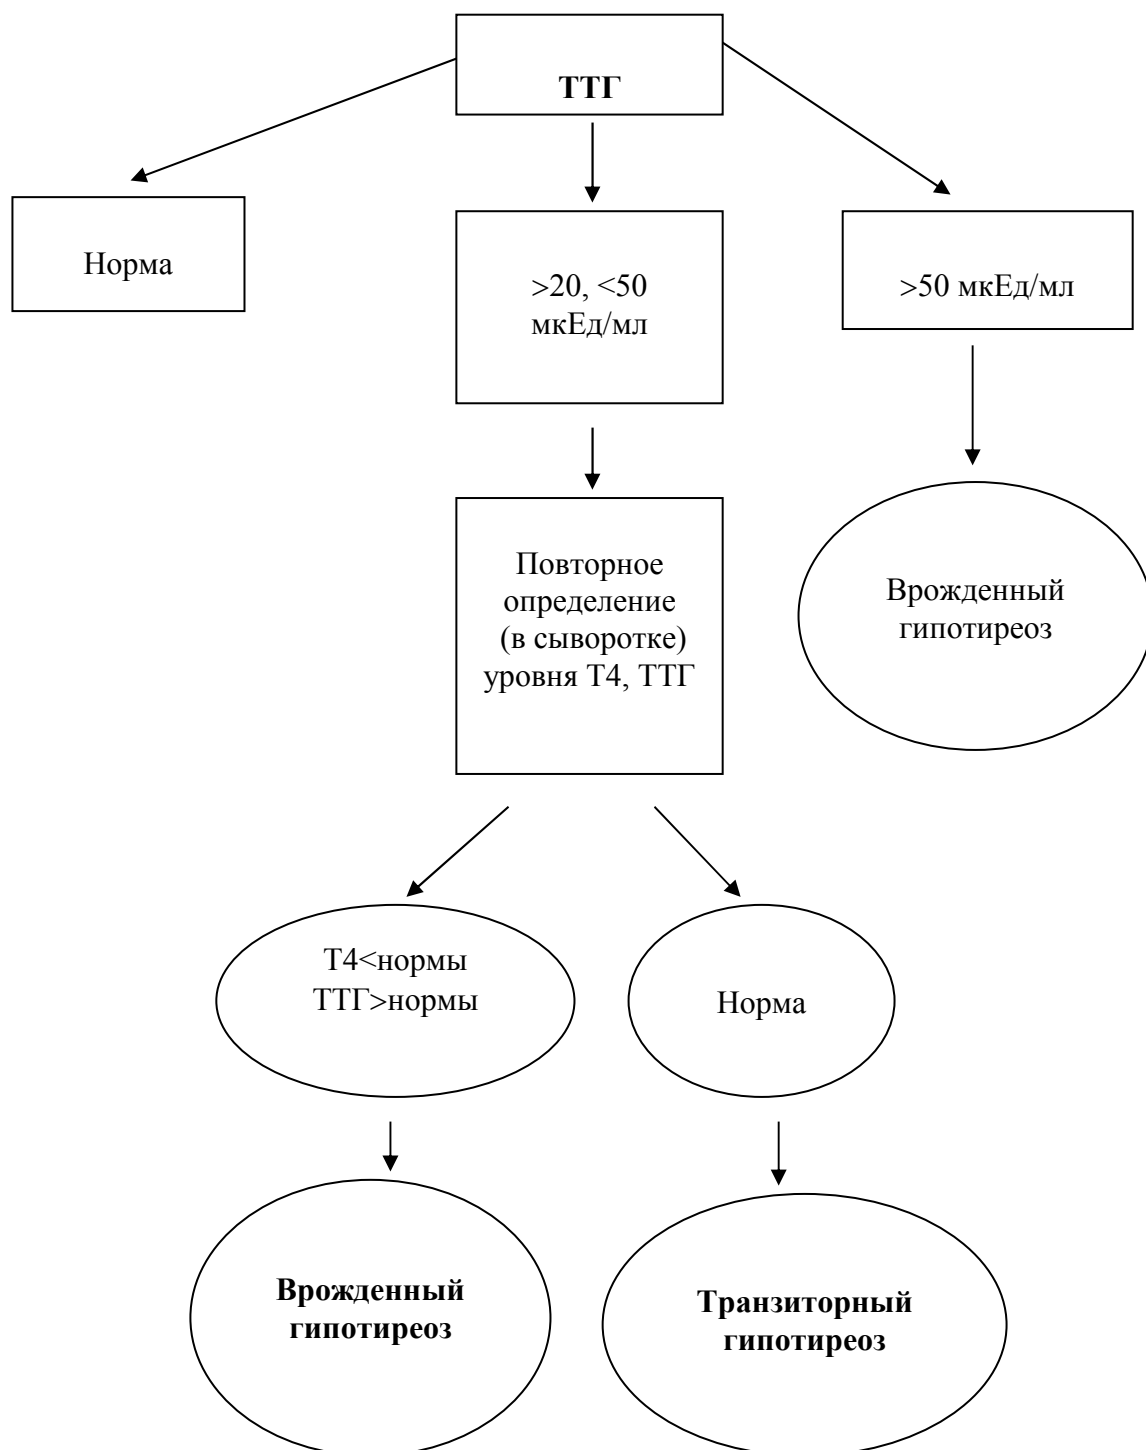 ТТГ
Норма
>20, <50
мкЕд/мл
>50 мкЕд/мл
Повторное
определение
(в сыворотке)
уровня Т4, ТТГ
Врожденный
гипотиреоз
Т4<нормы
ТТГ>нормы
Норма
Врожденный
гипотиреоз
Транзиторный
гипотиреоз